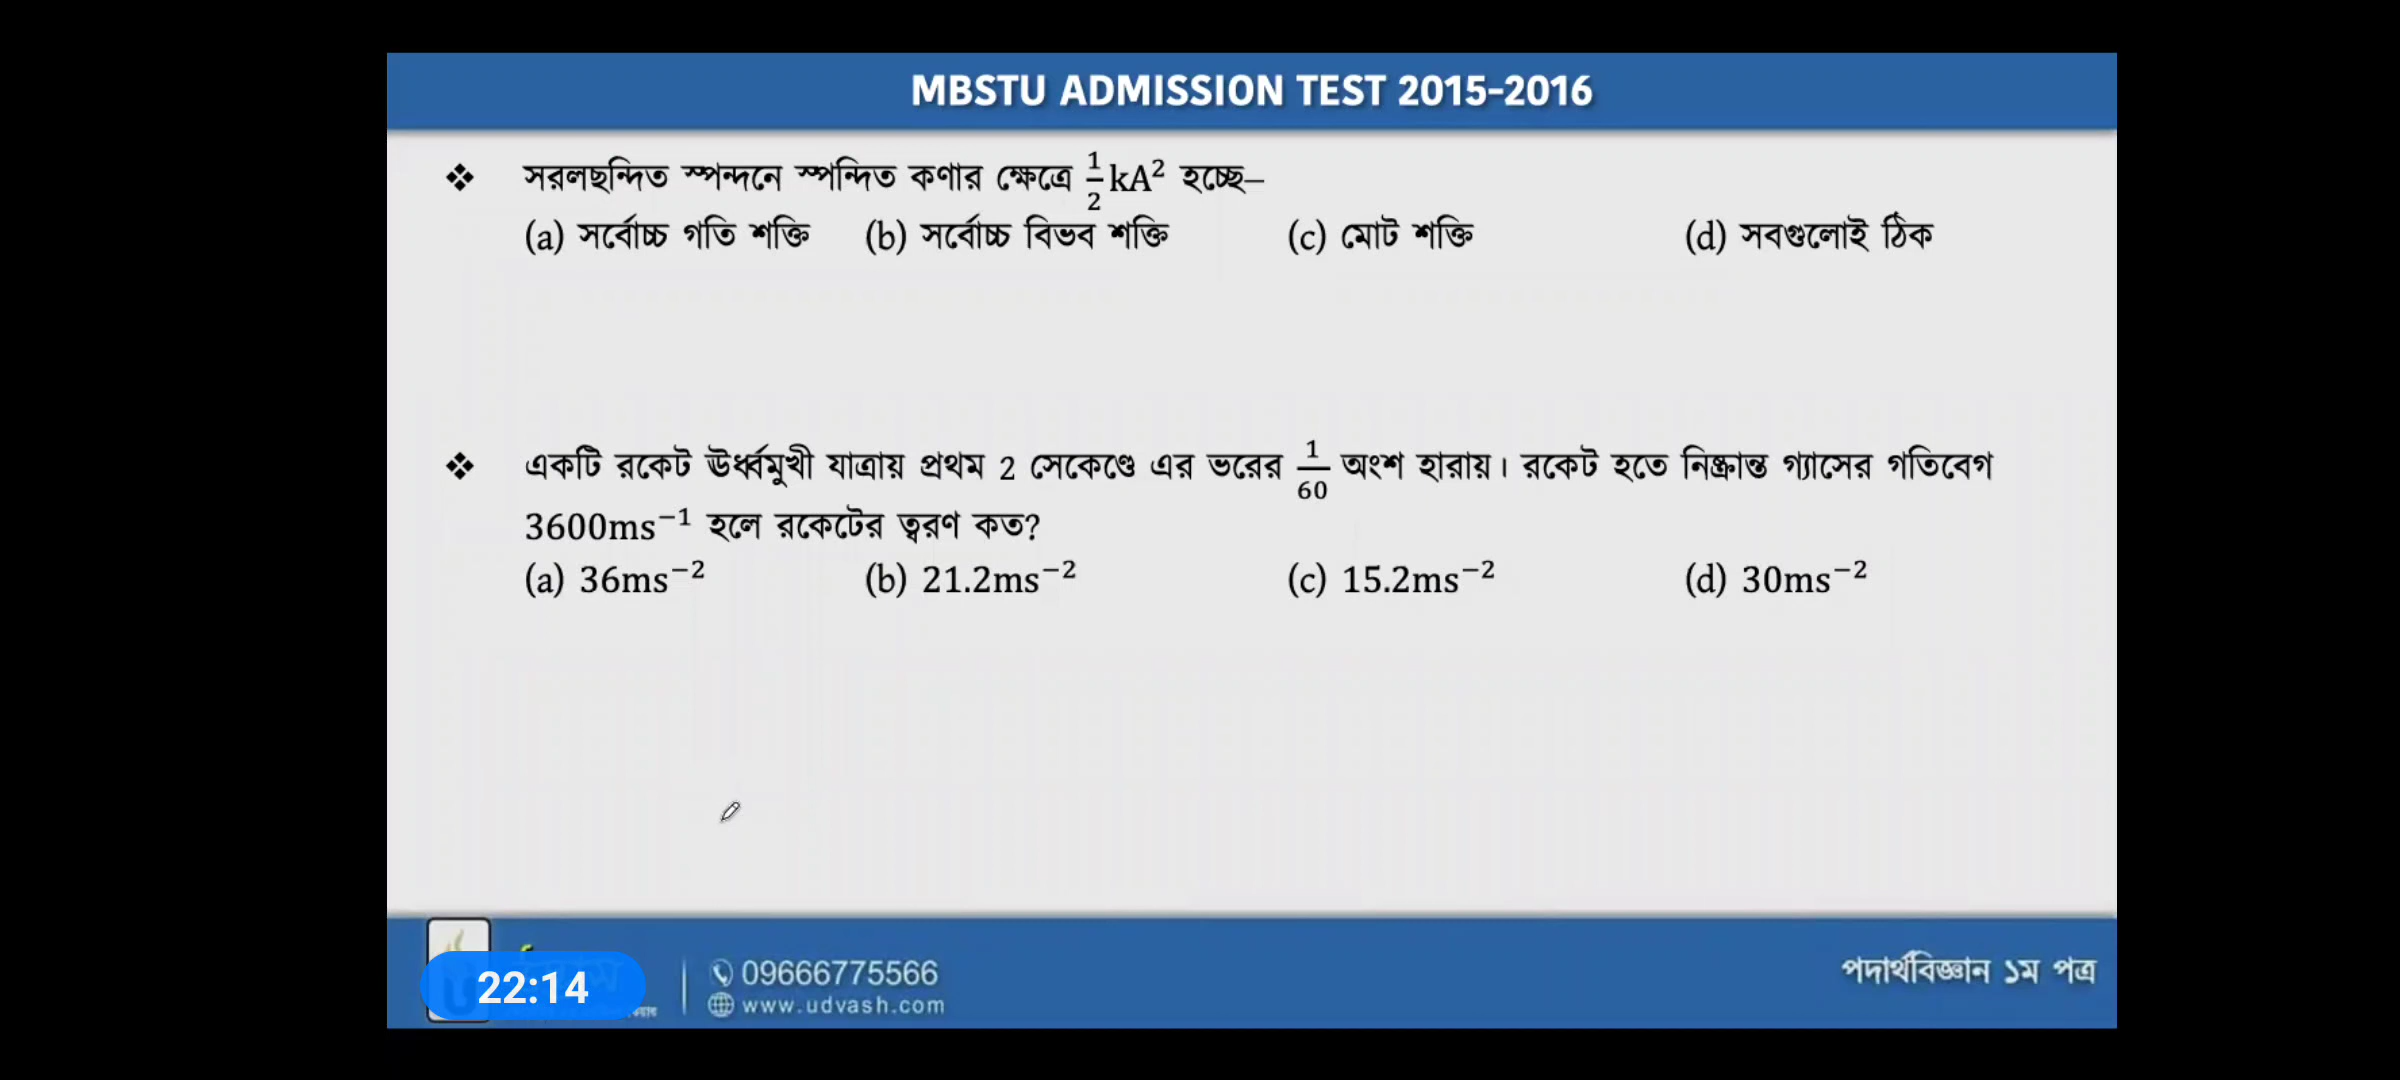 MBSTU ADMISSION TEST 2015-2016
❖ সরলছন্দিত স্পন্দনে স্পন্দিত কণার ক্ষেত্রে 1/2 kA² হচ্ছে–
(a) সর্বোচ্চ গতি শক্তি (b) সর্বোচ্চ বিভব শক্তি (c) মোট শক্তি (d) সবগুলোই ঠিক
❖ একটি রকেট ঊর্ধ্বমুখী যাত্রায় প্রথম 2 সেকেণ্ডে এর ভরের 1/60 অংশ হারায়। রকেট হতে নিষ্ক্রান্ত গ্যাসের গতিবেগ
3600ms⁻¹ হলে রকেটের ত্বরণ কত?
(a) 36ms⁻² (b) 21.2ms⁻² (c) 15.2ms⁻² (d) 30ms⁻²
22:14
09666775566
www.udvash.com
পদার্থবিজ্ঞান ১ম পত্র